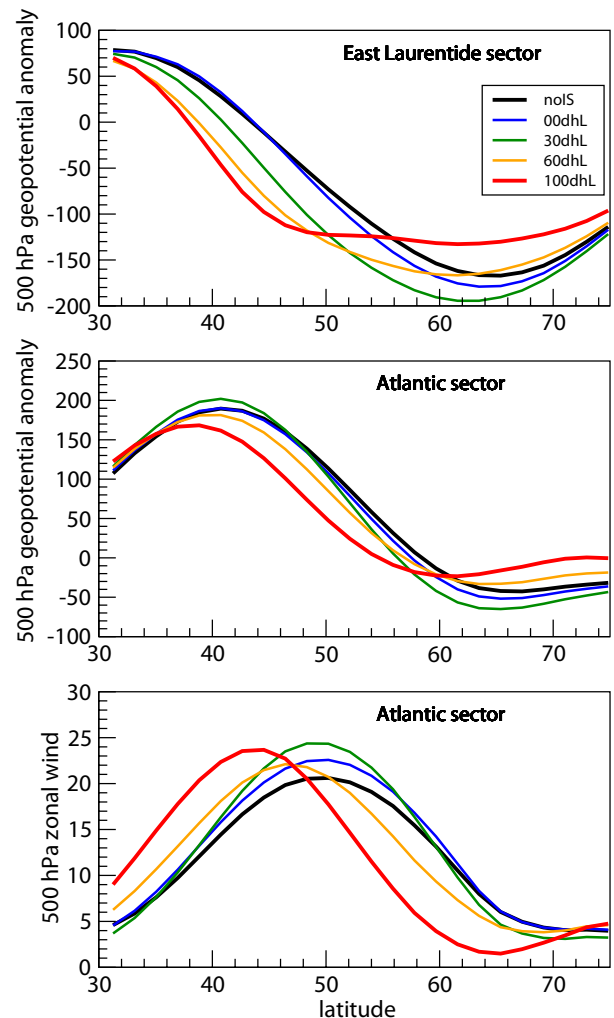 100
50
0
-50
-100
-150
-200
500 hPa geopotential anomaly
East Laurentide sector
noIS
00dhL
30dhL
60dhL
100dhL
30 40 50 60 70
250
200
150
100
50
0
-50
-100
500 hPa geopotential anomaly
Atlantic sector
30 40 50 60 70
30
25
20
15
10
5
0
500 hPa zonal wind
Atlantic sector
30 40 50 60 70
latitude